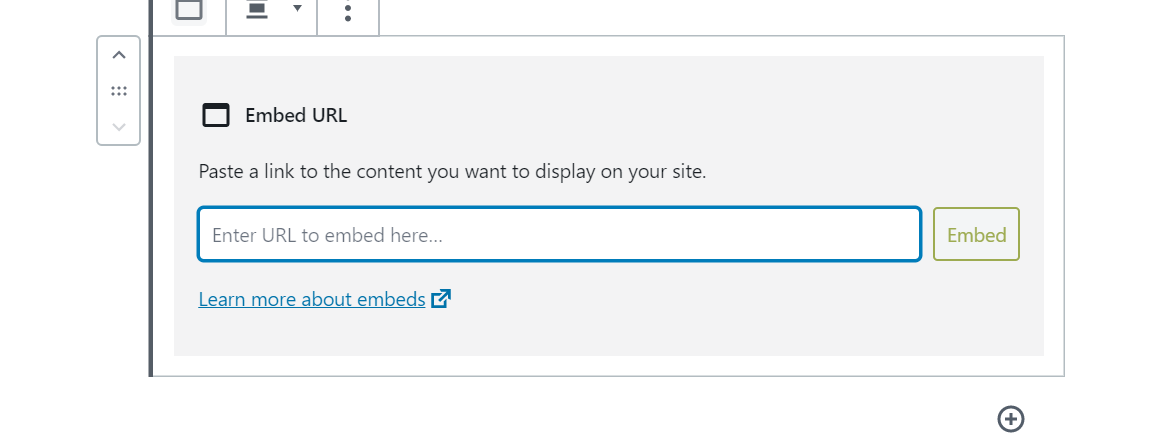 Embed URL
Paste a link to the content you want to display on your site.
Enter URL to embed here...
Embed
Learn more about embeds